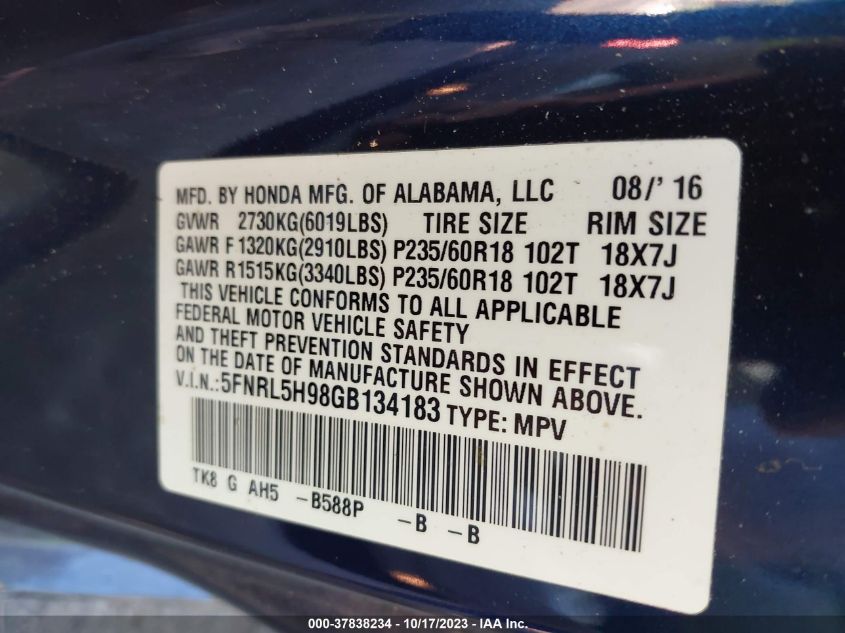 MFD. BY HONDA MFG. OF ALABAMA, LLC 08/' 16
GVWR 2730KG(6019LBS) TIRE SIZE RIM SIZE
GAWR F 1320KG(2910LBS) P235/60R18 102T 18X7J
GAWR R1515KG(3340LBS) P235/60R18 102T 18X7J
THIS VEHICLE CONFORMS TO ALL APPLICABLE
FEDERAL MOTOR VEHICLE SAFETY
AND THEFT PREVENTION STANDARDS IN EFFECT
ON THE DATE OF MANUFACTURE SHOWN ABOVE.
V.I.N.:5FNRL5H98GB134183 TYPE: MPV
TK8 G AH5 -B588P -B -B
000-37838234 - 10/17/2023 - IAA Inc.